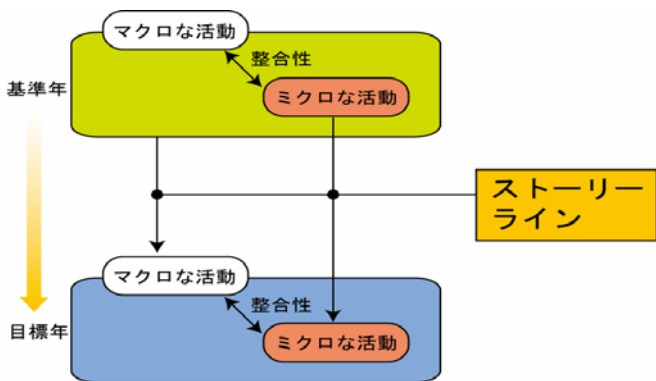 マクロな活動
整合性
基準年
ミクロな活動
ストーリー
ライン
マクロな活動
整合性
目標年
ミクロな活動